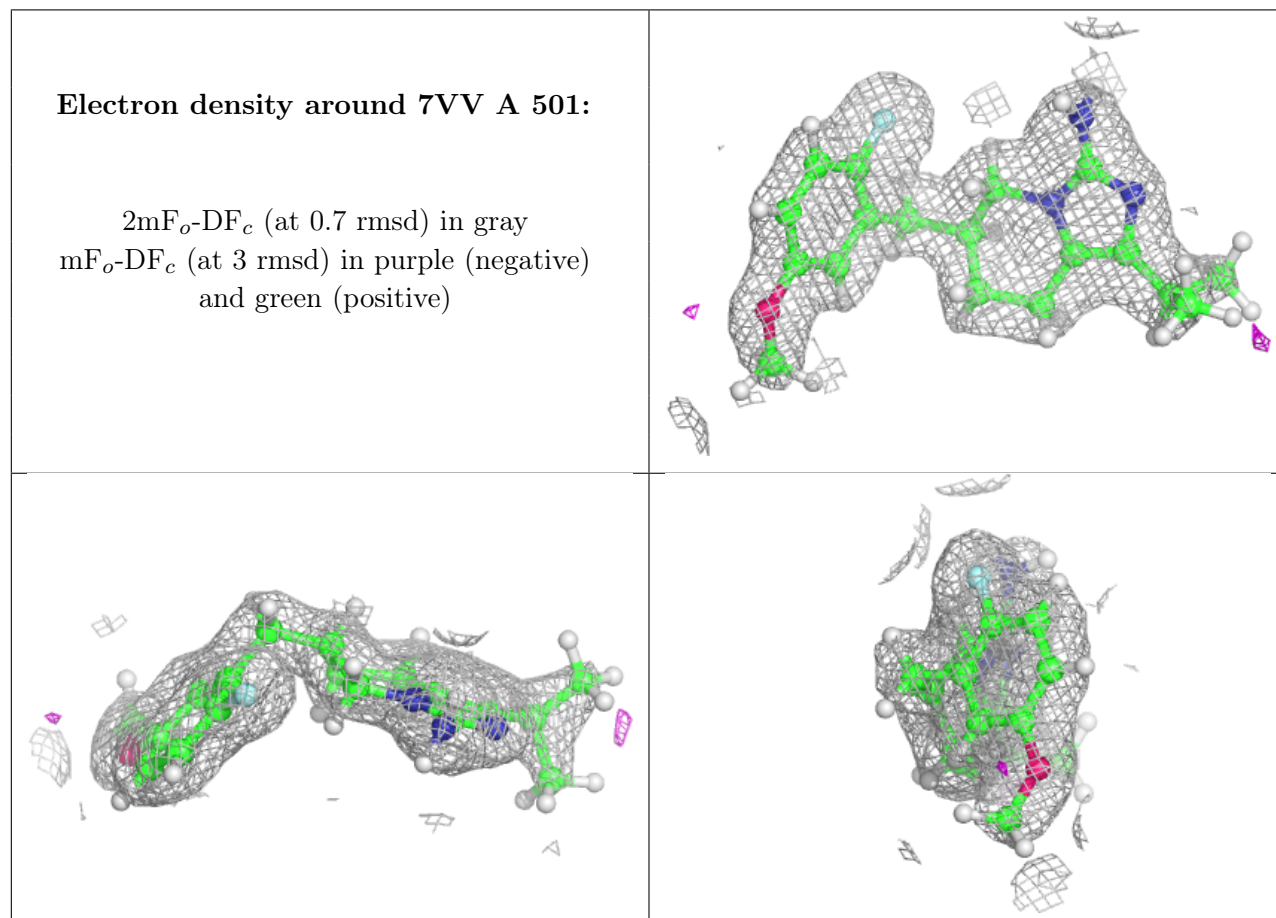 Electron density around 7VV A 501:
2mFo-DFc (at 0.7 rmsd) in gray
mFo-DFc (at 3 rmsd) in purple (negative)
and green (positive)